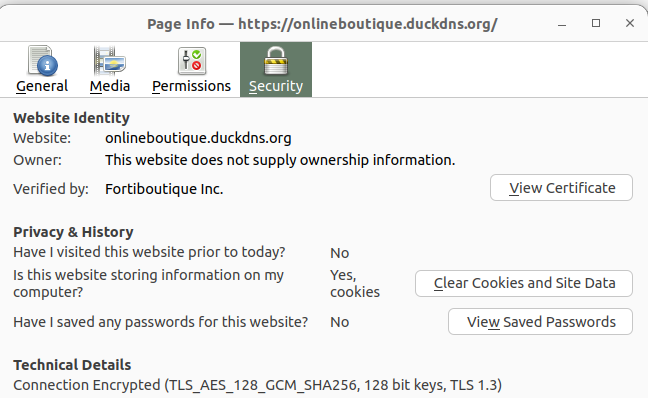 Page Info — https://onlineboutique.duckdns.org/
General Media Permissions Security
Website Identity
Website: onlineboutique.duckdns.org
Owner: This website does not supply ownership information.
Verified by: Fortiboutique Inc. View Certificate
Privacy & History
Have I visited this website prior to today? No
Is this website storing information on my
computer?
Yes,
cookies
Clear Cookies and Site Data
Have I saved any passwords for this website? No View Saved Passwords
Technical Details
Connection Encrypted (TLS_AES_128_GCM_SHA256, 128 bit keys, TLS 1.3)